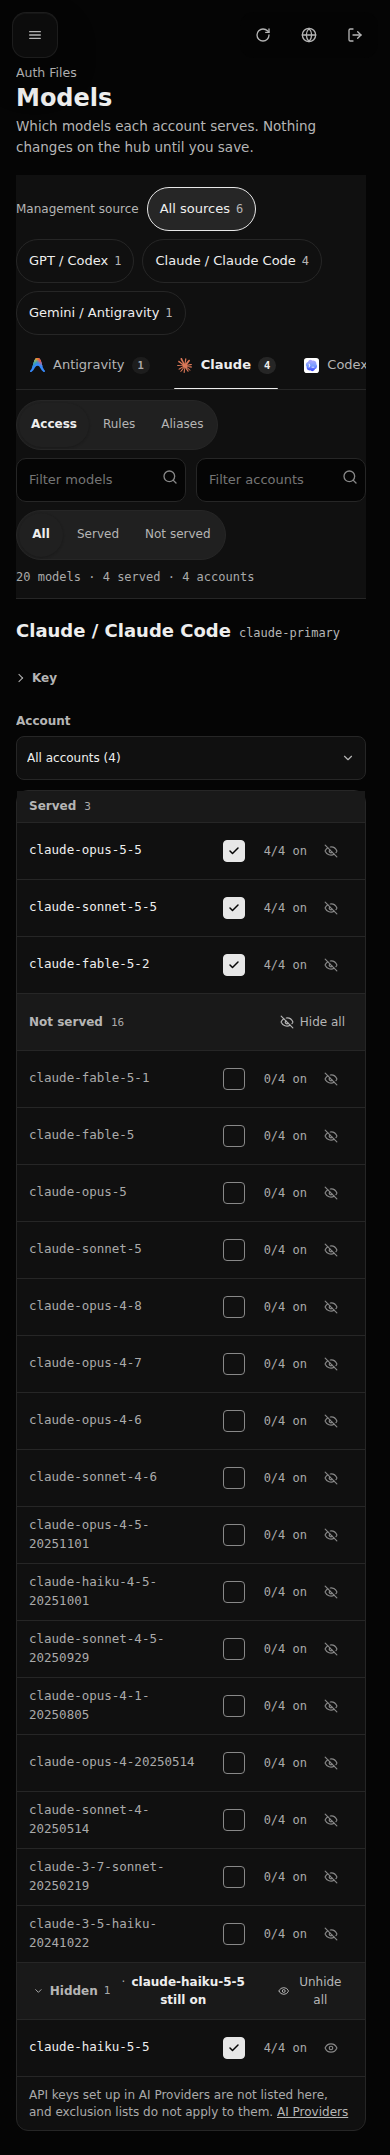 Auth Files
Models
Which models each account serves. Nothing
changes on the hub until you save.
Management source
All sources 6
GPT / Codex 1
Claude / Claude Code 4
Gemini / Antigravity 1
Antigravity 1
Claude 4
Codex
Access
Rules
Aliases
Filter models
Filter accounts
All
Served
Not served
20 models · 4 served · 4 accounts
Claude / Claude Code claude-primary
Key
Account
All accounts (4)
Served 3
claude-opus-5-5 4/4 on
claude-sonnet-5-5 4/4 on
claude-fable-5-2 4/4 on
Not served 16 Hide all
claude-fable-5-1 0/4 on
claude-fable-5 0/4 on
claude-opus-5 0/4 on
claude-sonnet-5 0/4 on
claude-opus-4-8 0/4 on
claude-opus-4-7 0/4 on
claude-opus-4-6 0/4 on
claude-sonnet-4-6 0/4 on
claude-opus-4-5-
20251101 0/4 on
claude-haiku-4-5-
20251001 0/4 on
claude-sonnet-4-5-
20250929 0/4 on
claude-opus-4-1-
20250805 0/4 on
claude-opus-4-20250514 0/4 on
claude-sonnet-4-
20250514 0/4 on
claude-3-7-sonnet-
20250219 0/4 on
claude-3-5-haiku-
20241022 0/4 on
Hidden 1 · claude-haiku-5-5
still on
Unhide
all
claude-haiku-5-5 4/4 on
API keys set up in AI Providers are not listed here,
and exclusion lists do not apply to them. AI Providers